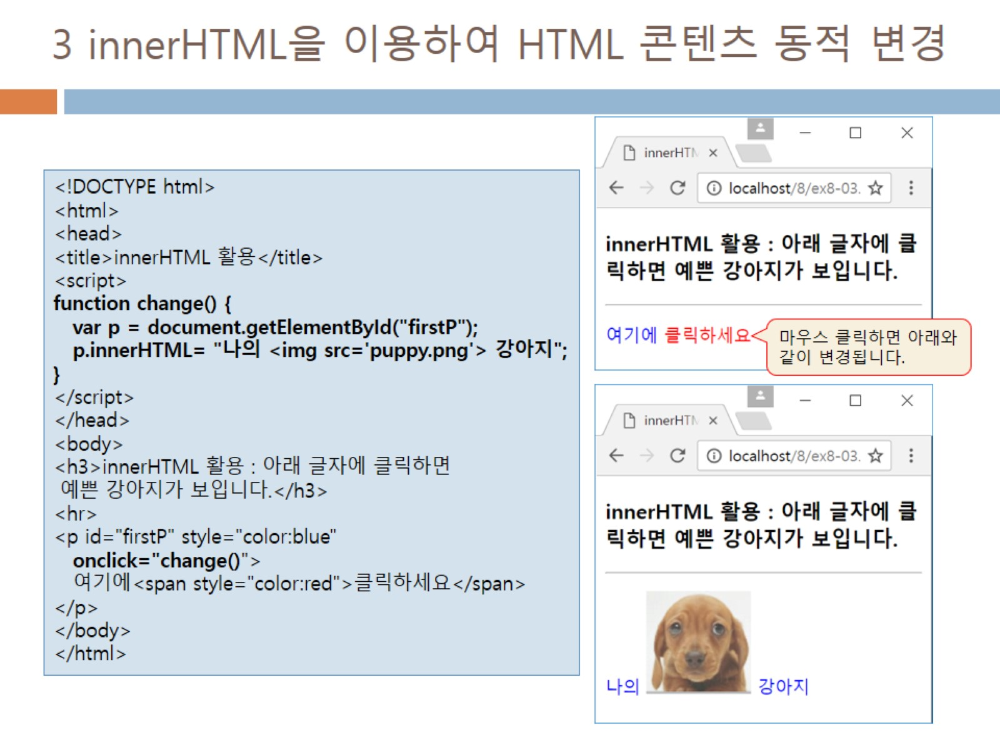 3 innerHTML을 이용하여 HTML 콘텐츠 동적 변경
<!DOCTYPE html>
<html>
<head>
<title>innerHTML 활용</title>
<script>
function change() {
var p = document.getElementById("firstP");
p.innerHTML= "나의 <img src='puppy.png'> 강아지";
}
</script>
</head>
<body>
<h3>innerHTML 활용 : 아래 글자에 클릭하면
예쁜 강아지가 보입니다.</h3>
<hr>
<p id="firstP" style="color:blue"
onclick="change()">
여기에<span style="color:red">클릭하세요</span>
</p>
</body>
</html>
innerHTM
localhost/8/ex8-03.
innerHTML 활용 : 아래 글자에 클
릭하면 예쁜 강아지가 보입니다.
여기에 클릭하세요
마우스 클릭하면 아래와
같이 변경됩니다.
innerHTM
localhost/8/ex8-03.
innerHTML 활용 : 아래 글자에 클
릭하면 예쁜 강아지가 보입니다.
나의 강아지